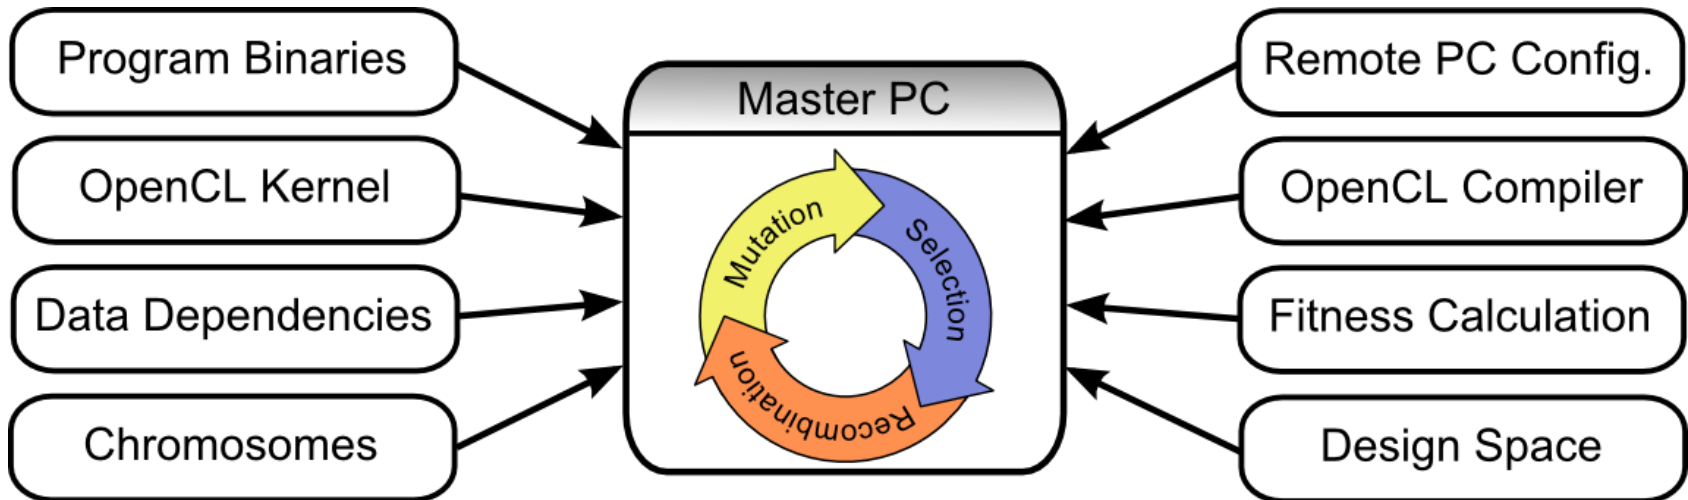 Program Binaries
OpenCL Kernel
Data Dependencies
Chromosomes
Master PC
Mutation
Selection
Recombination
Remote PC Config.
OpenCL Compiler
Fitness Calculation
Design Space